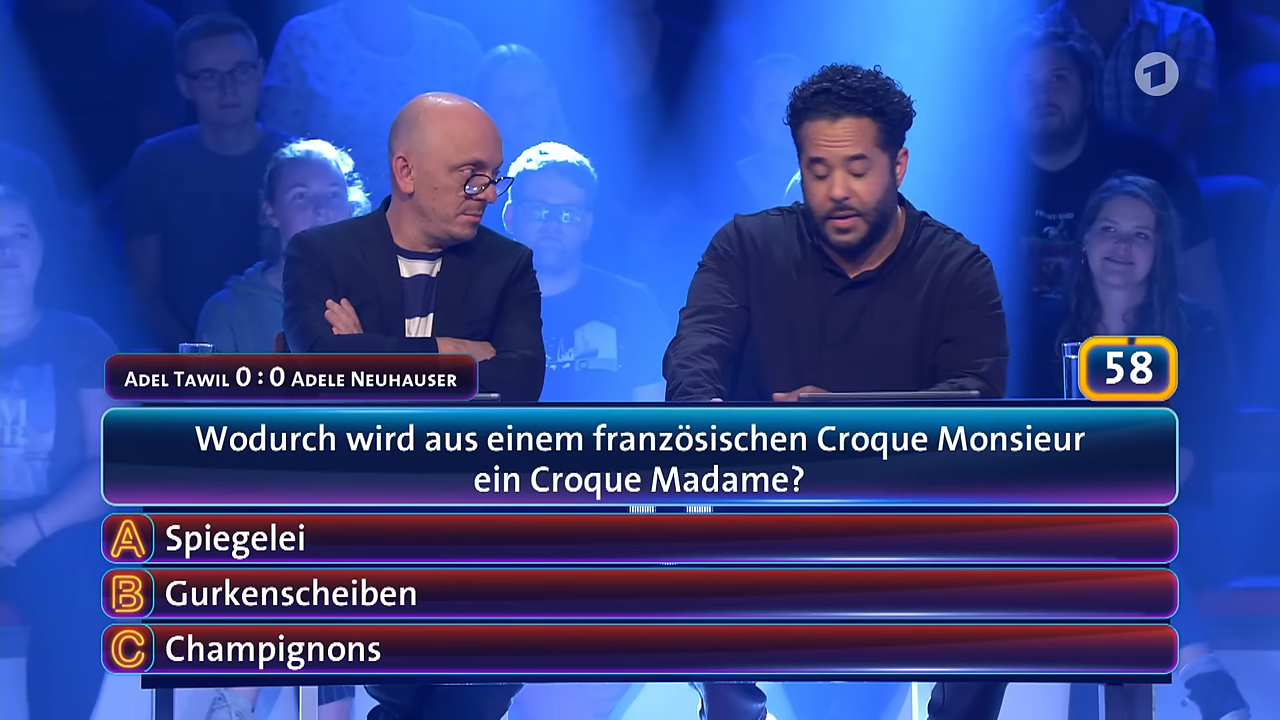 1
ADEL TAWIL 0 : 0 ADELE NEUHAUSER
58
Wodurch wird aus einem französischen Croque Monsieur
ein Croque Madame?
A Spiegelei
B Gurkenscheiben
C Champignons